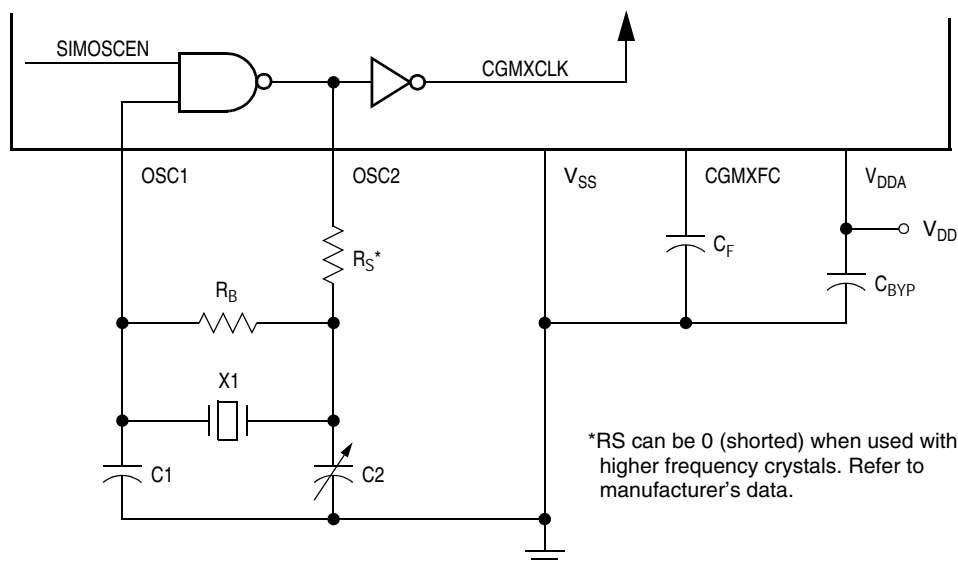 SIMOSCEN
CGMXCLK
OSC1
OSC2
VSS
CGMXFC
VDDA
VDD
RS*
CF
CBYP
RB
X1
C1
C2
*RS can be 0 (shorted) when used with
higher frequency crystals. Refer to
manufacturer's data.